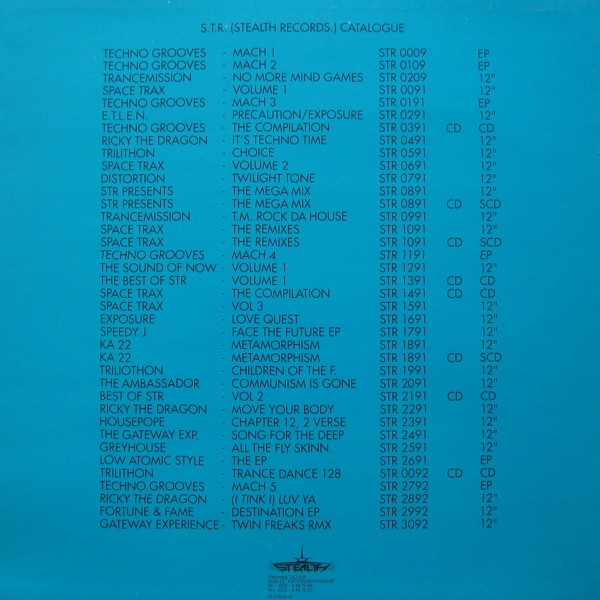 S.T.R. (STEALTH RECORDS.) CATALOGUE
TECHNO GROOVES - MACH 1 STR 0009 EP
TECHNO GROOVES - MACH 2 STR 0109 EP
TRANCEMISSION - NO MORE MIND GAMES STR 0209 12"
SPACE TRAX - VOLUME 1 STR 0091 12"
TECHNO GROOVES - MACH 3 STR 0191 EP
E.T.L.E.N. - PRECAUTION/EXPOSURE STR 0291 12"
TECHNO GROOVES - THE COMPILATION STR 0391 CD CD
RICKY THE DRAGON - IT'S TECHNO TIME STR 0491 12"
TRILITHON - CHOICE STR 0591 12"
SPACE TRAX - VOLUME 2 STR 0691 12"
DISTORTION - TWILIGHT TONE STR 0791 12"
STR PRESENTS - THE MEGA MIX STR 0891 12"
STR PRESENTS - THE MEGA MIX STR 0891 CD SCD
TRANCEMISSION - T.M. ROCK DA HOUSE STR 0991 12"
SPACE TRAX - THE REMIXES STR 1091 12"
SPACE TRAX - THE REMIXES STR 1091 CD SCD
TECHNO GROOVES - MACH 4 STR 1191 EP
THE SOUND OF NOW - VOLUME 1 STR 1291 12"
THE BEST OF STR - VOLUME 1 STR 1391 CD CD
SPACE TRAX - THE COMPILATION STR 1491 CD CD
SPACE TRAX - VOL 3 STR 1591 12"
EXPOSURE - LOVE QUEST STR 1691 12"
SPEEDY J - FACE THE FUTURE EP STR 1791 12"
KA 22 - METAMORPHISM STR 1891 12"
KA 22 - METAMORPHISM STR 1891 CD SCD
TRILIOTHON - CHILDREN OF THE F. STR 1991 12"
THE AMBASSADOR - COMMUNISM IS GONE STR 2091 12"
BEST OF STR - VOL 2 STR 2191 CD CD
RICKY THE DRAGON - MOVE YOUR BODY STR 2291 12"
HOUSEPOPE - CHAPTER 12, 2 VERSE STR 2391 12"
THE GATEWAY EXP. - SONG FOR THE DEEP STR 2491 12"
GREYHOUSE - ALL THE FLY SKINN. STR 2591 12"
LOW ATOMIC STYLE - THE EP STR 2691 EP
TRILITHON - TRANCE DANCE 128 STR 0092 CD CD
TECHNO GROOVES - MACH 5 STR 2792 EP
RICKY THE DRAGON - (I TINK I) LUV YA STR 2892 12"
FORTUNE & FAME - DESTINATION EP STR 2992 12"
GATEWAY EXPERIENCE - TWIN FREAKS RMX STR 3092 12"
STEALTH